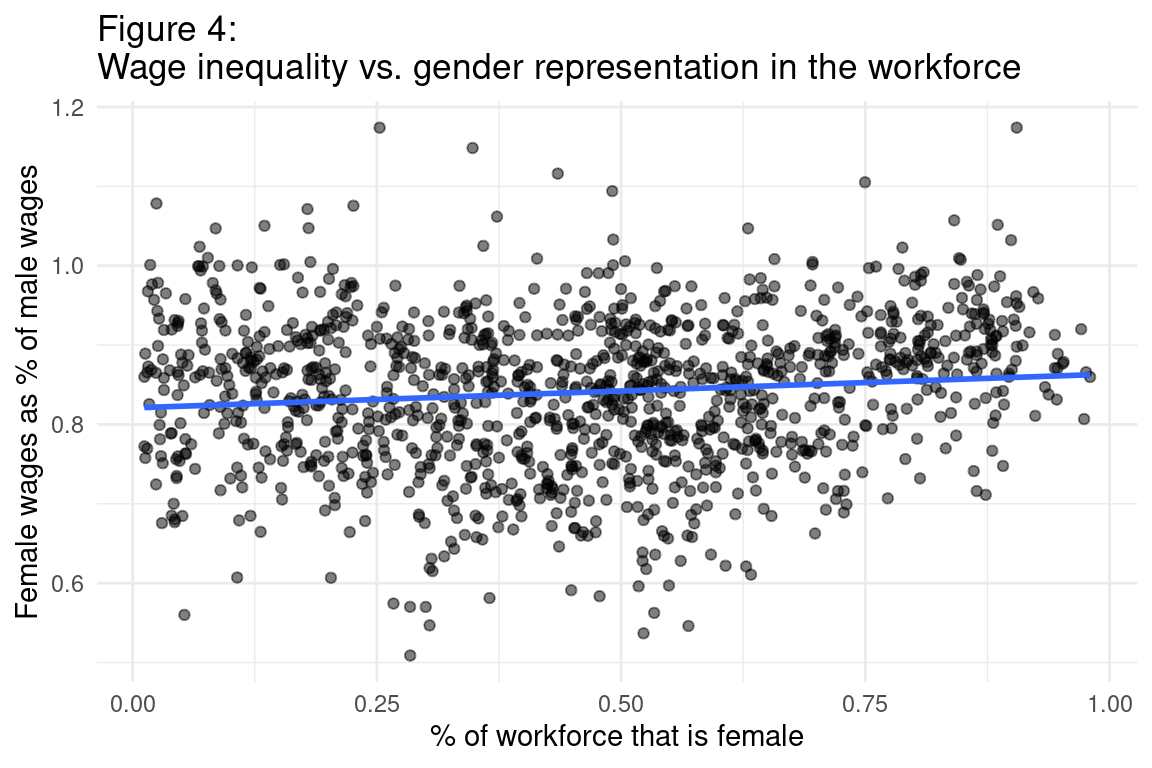 Figure 4:
Wage inequality vs. gender representation in the workforce
1.2
1.0
0.8
0.6
Female wages as % of male wages
0.00 0.25 0.50 0.75 1.00
% of workforce that is female